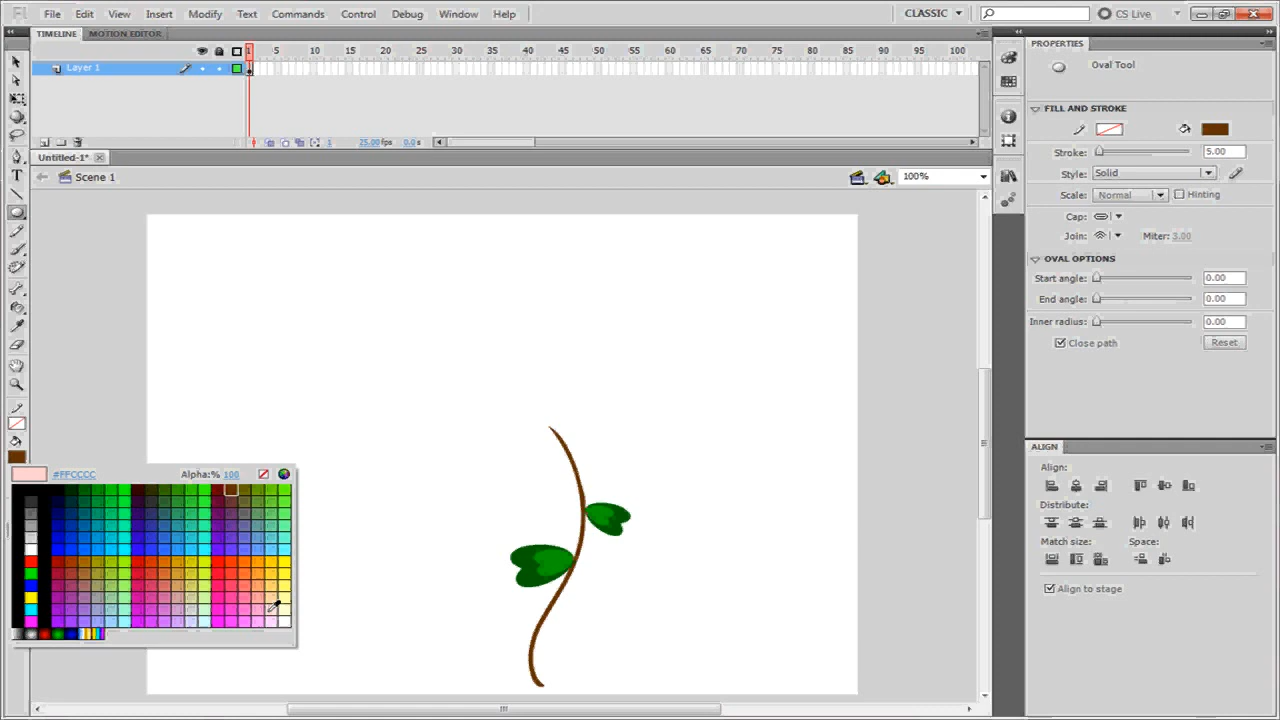 Fl File Edit View Insert Modify Text Commands Control Debug Window Help CLASSIC CS Live
TIMELINE MOTION EDITOR
1 5 10 15 20 25 30 35 40 45 50 55 60 65 70 75 80 85 90 95 100
Layer 1
1 25.00 fps 0.0 s
Untitled-1*
Scene 1 100%
#FFCCCC Alpha:% 100
PROPERTIES
Oval Tool
FILL AND STROKE
Stroke: 5.00
Style: Solid
Scale: Normal Hinting
Cap:
Join: Miter: 3.00
OVAL OPTIONS
Start angle: 0.00
End angle: 0.00
Inner radius: 0.00
Close path Reset
ALIGN
Align:
Distribute:
Match size: Space:
Align to stage